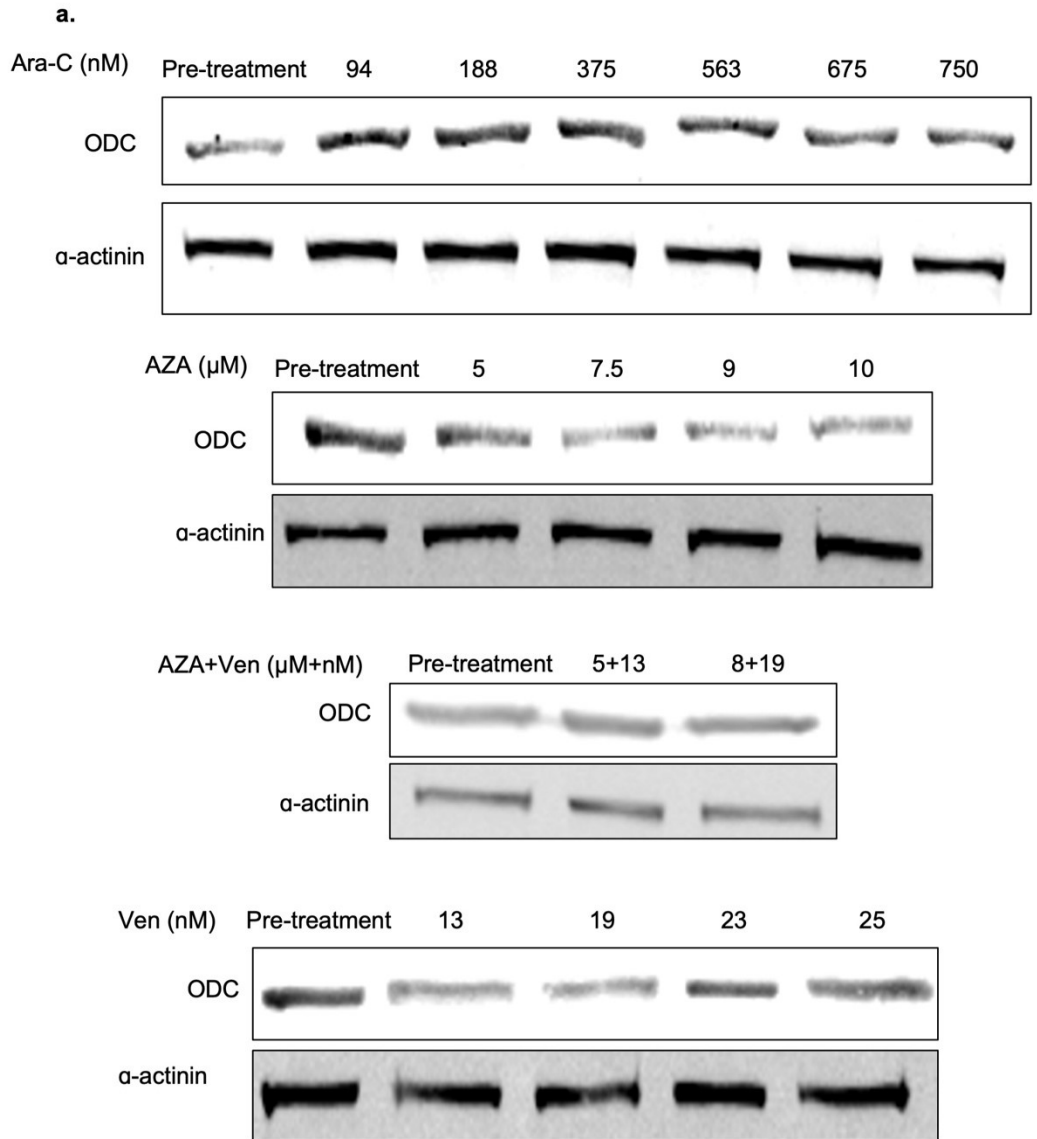 a.
Ara-C (nM) Pre-treatment 94 188 375 563 675 750
ODC
ɑ-actinin
AZA (μM) Pre-treatment 5 7.5 9 10
ODC
ɑ-actinin
AZA+Ven (μM+nM) Pre-treatment 5+13 8+19
ODC
ɑ-actinin
Ven (nM) Pre-treatment 13 19 23 25
ODC
ɑ-actinin